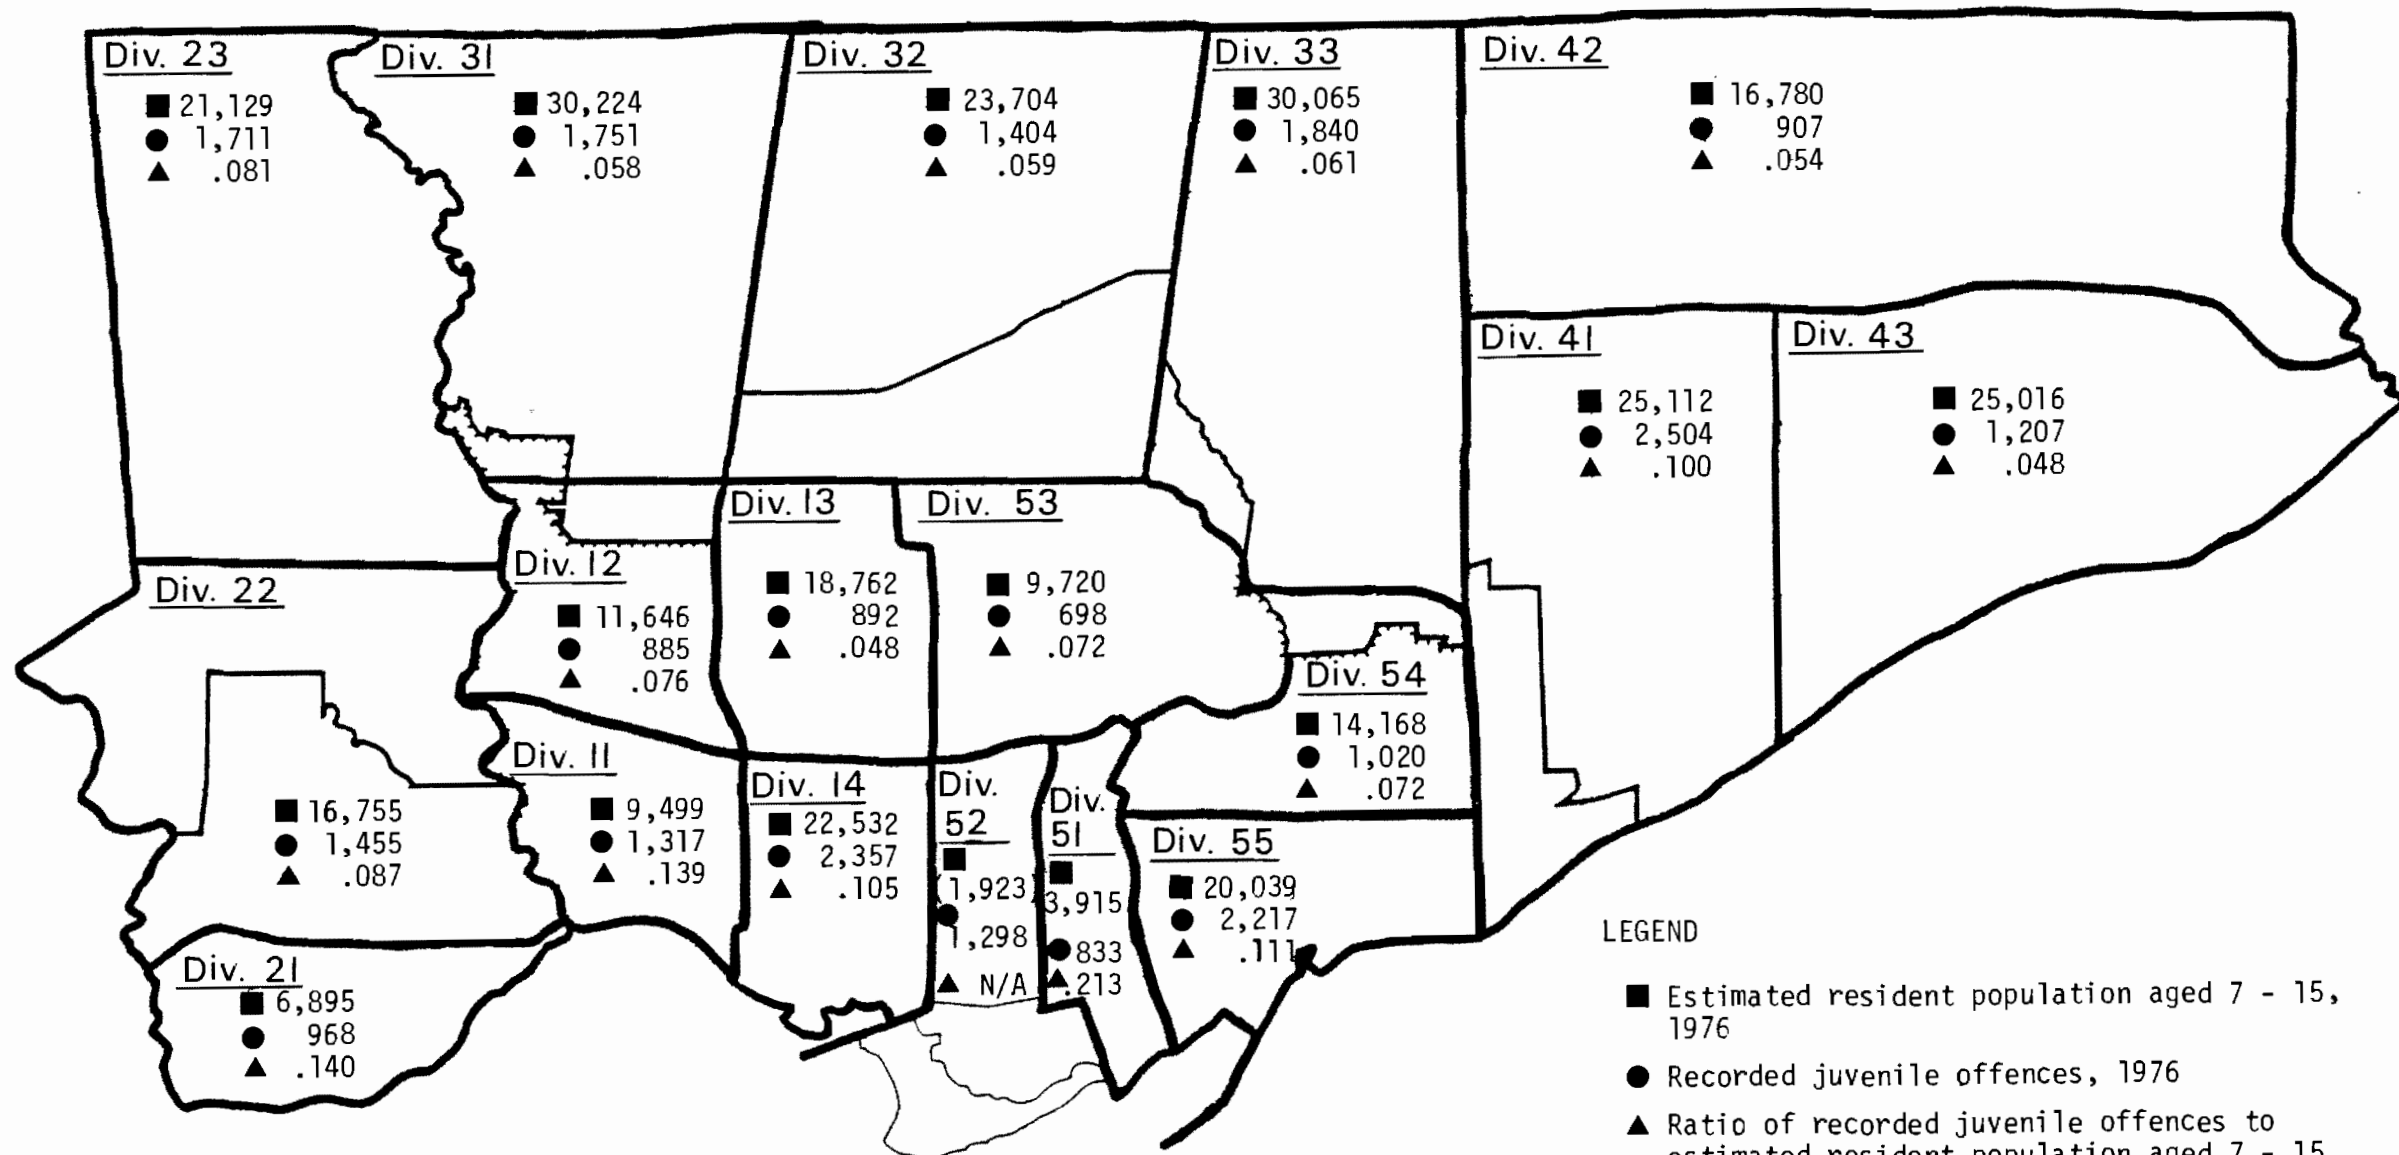 Div. 23
■ 21,129
● 1,711
▲ .081
Div. 31
■ 30,224
● 1,751
▲ .058
Div. 32
■ 23,704
● 1,404
▲ .059
Div. 33
■ 30,065
● 1,840
▲ .061
Div. 42
■ 16,780
● 907
▲ .054
Div. 41
■ 25,112
● 2,504
▲ .100
Div. 43
■ 25,016
● 1,207
▲ .048
Div. 22
■ 16,755
● 1,455
▲ .087
Div. 12
■ 11,646
● 885
▲ .076
Div. 13
■ 18,762
● 892
▲ .048
Div. 53
■ 9,720
● 698
▲ .072
Div. 54
■ 14,168
● 1,020
▲ .072
Div. 11
■ 9,499
● 1,317
▲ .139
Div. 14
■ 22,532
● 2,357
▲ .105
Div.
52
■
(1,923)
●
1,298
▲ N/A
Div.
51
■
3,915
● 833
▲ .213
Div. 55
■ 20,039
● 2,217
▲ .111
Div. 21
■ 6,895
● 968
▲ .140
LEGEND
■ Estimated resident population aged 7 - 15,
1976
● Recorded juvenile offences, 1976
▲ Ratio of recorded juvenile offences to
estimated resident population aged 7 - 15